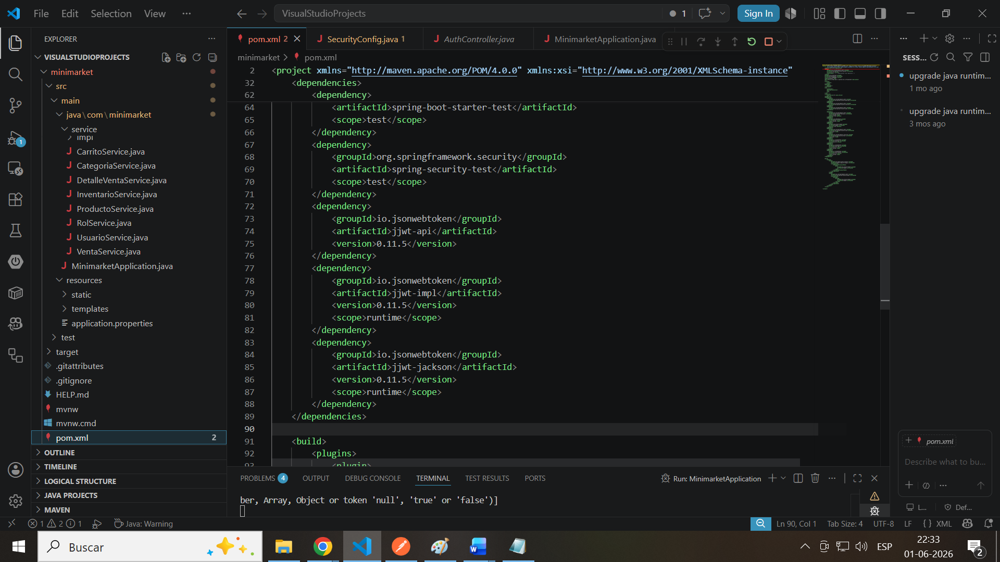 File Edit Selection View ···
VisualStudioProjects
1
Sign In
EXPLORER
VISUALSTUDIOPROJECTS
minimarket
src
main
java\com\minimarket
service
impl
CarritoService.java
CategoriaService.java
DetalleVentaService.java
InventarioService.java
ProductoService.java
RolService.java
UsuarioService.java
VentaService.java
MinimarketApplication.java
resources
static
templates
application.properties
test
target
.gitattributes
.gitignore
HELP.md
mvnw
mvnw.cmd
pom.xml 2
OUTLINE
TIMELINE
LOGICAL STRUCTURE
JAVA PROJECTS
MAVEN
1
pom.xml 2
SecurityConfig.java 1
AuthController.java
MinimarketApplication.java
minimarket > pom.xml
2 <project xmlns="http://maven.apache.org/POM/4.0.0" xmlns:xsi="http://www.w3.org/2001/XMLSchema-instance"
32 <dependencies>
62 <dependency>
64 <artifactId>spring-boot-starter-test</artifactId>
65 <scope>test</scope>
66 </dependency>
67 <dependency>
68 <groupId>org.springframework.security</groupId>
69 <artifactId>spring-security-test</artifactId>
70 <scope>test</scope>
71 </dependency>
72 <dependency>
73 <groupId>io.jsonwebtoken</groupId>
74 <artifactId>jjwt-api</artifactId>
75 <version>0.11.5</version>
76 </dependency>
77 <dependency>
78 <groupId>io.jsonwebtoken</groupId>
79 <artifactId>jjwt-impl</artifactId>
80 <version>0.11.5</version>
81 <scope>runtime</scope>
82 </dependency>
83 <dependency>
84 <groupId>io.jsonwebtoken</groupId>
85 <artifactId>jjwt-jackson</artifactId>
86 <version>0.11.5</version>
87 <scope>runtime</scope>
88 </dependency>
89 </dependencies>
90
91 <build>
92 <plugins>
93 <plugin>
PROBLEMS 4 OUTPUT DEBUG CONSOLE TERMINAL TEST RESULTS PORTS
Run: MinimarketApplication
ber, Array, Object or token 'null', 'true' or 'false')]
SESS...
upgrade java runtim...
1 mo ago
upgrade java runtim...
3 mos ago
pom.xml
Describe what to bu...
L...
Def...
1 2 1
Java: Warning
Ln 90, Col 1
Tab Size: 4
UTF-8
LF
{ } XML
Buscar
ESP
22:33
01-06-2026
2